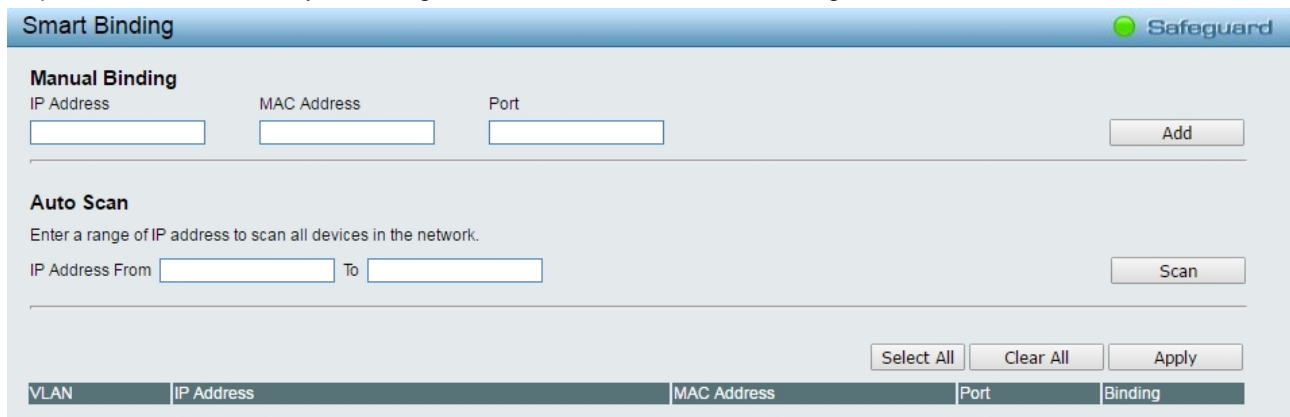 Smart Binding
Safeguard
Manual Binding
IP Address MAC Address Port
Add
Auto Scan
Enter a range of IP address to scan all devices in the network.
IP Address From To
Scan
Select All Clear All Apply
VLAN IP Address MAC Address Port Binding